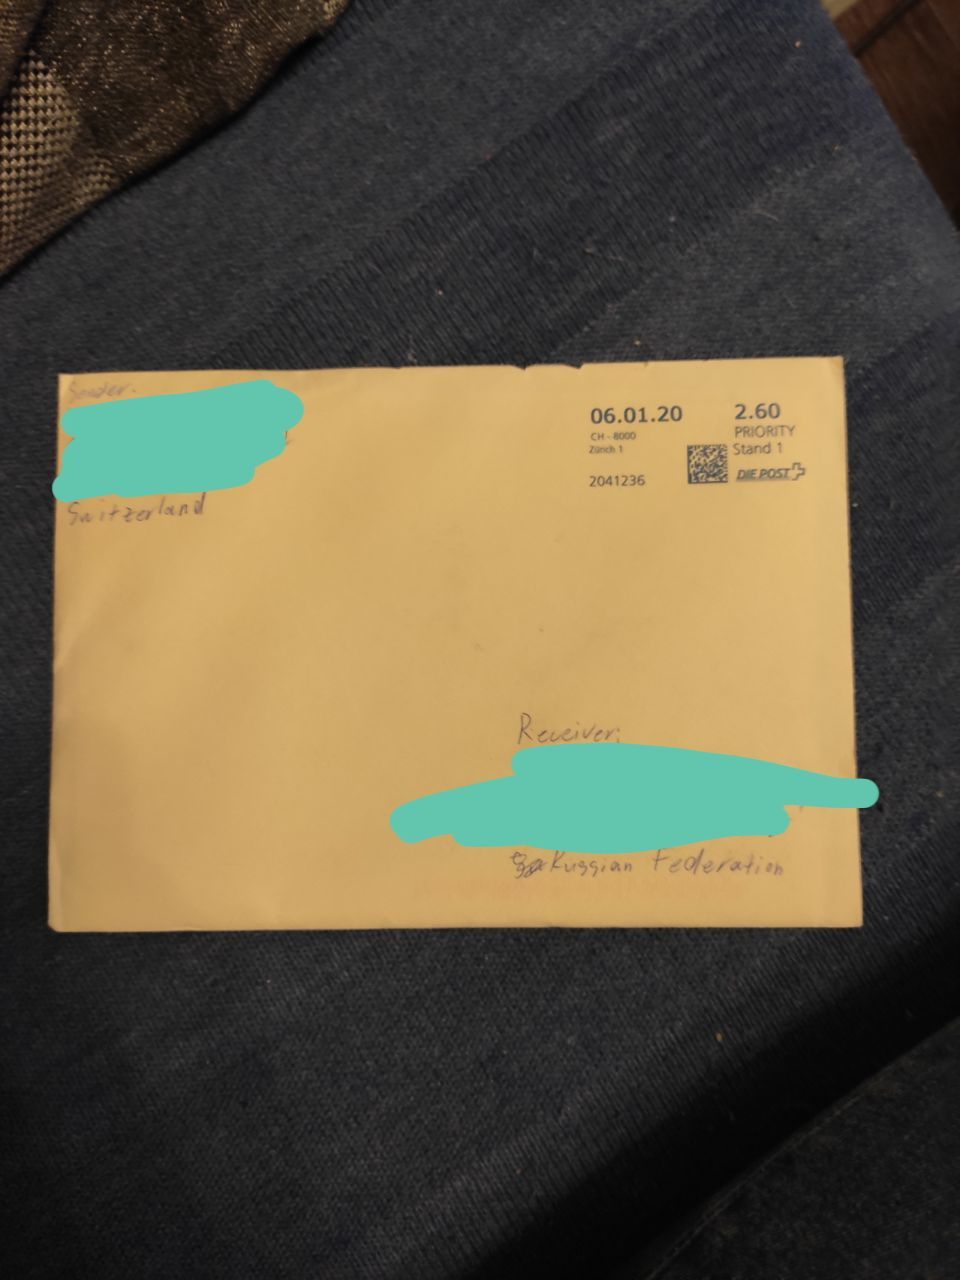 Sender:
Switzerland
06.01.20
2.60
CH - 8000
PRIORITY
Zürich 1
Stand 1
2041236
DIE POST
Receiver:
Russian Federation